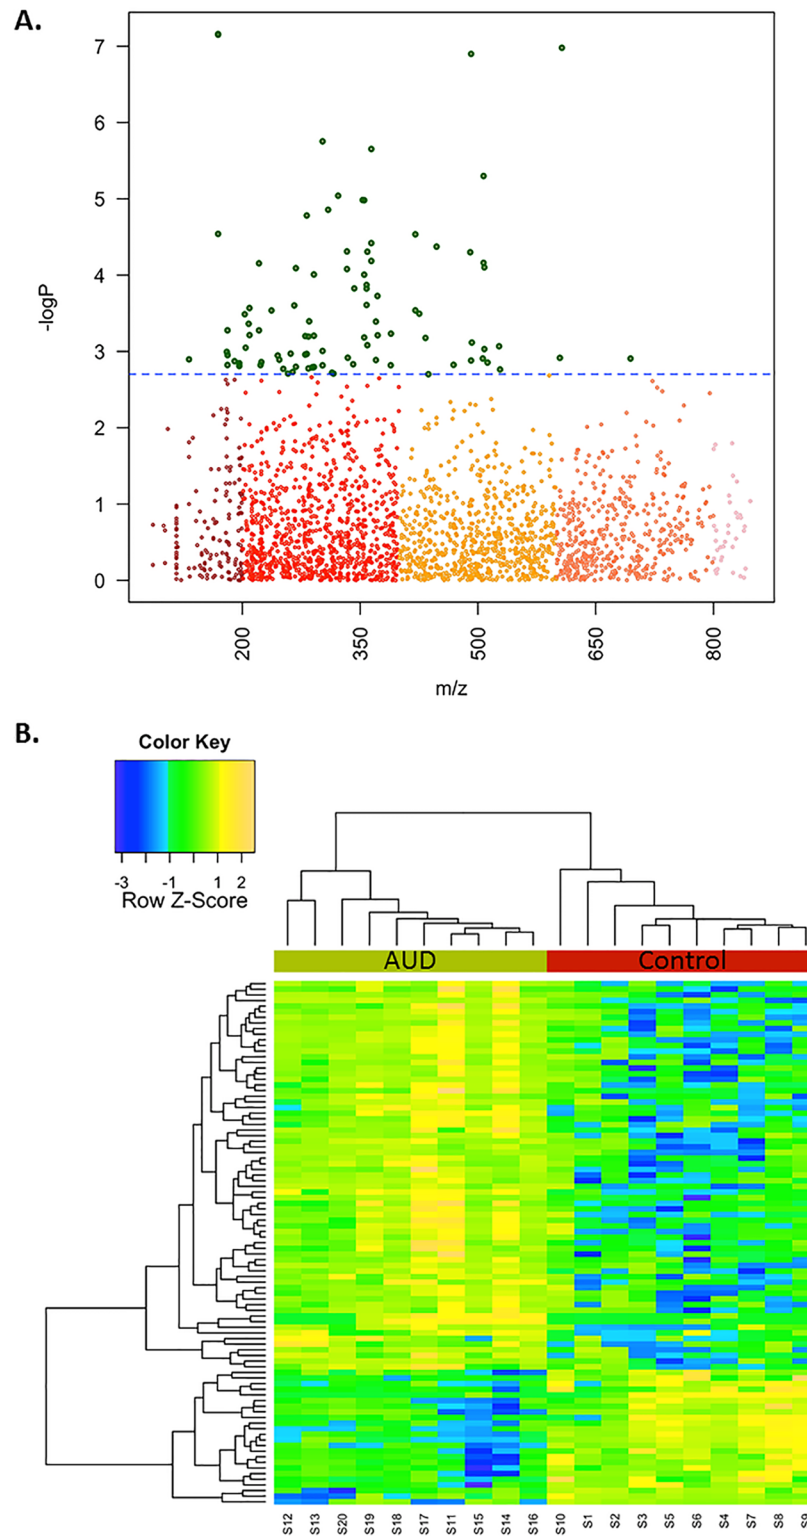 A.
7
6
5
4
3
2
1
0
-logP
200 350 500 650 800
m/z
B.
Color Key
-3 -1 1 2
Row Z-Score
AUD Control
S12 S13 S20 S19 S18 S17 S11 S15 S14 S16 S10 S1 S2 S3 S5 S6 S4 S7 S8 S9